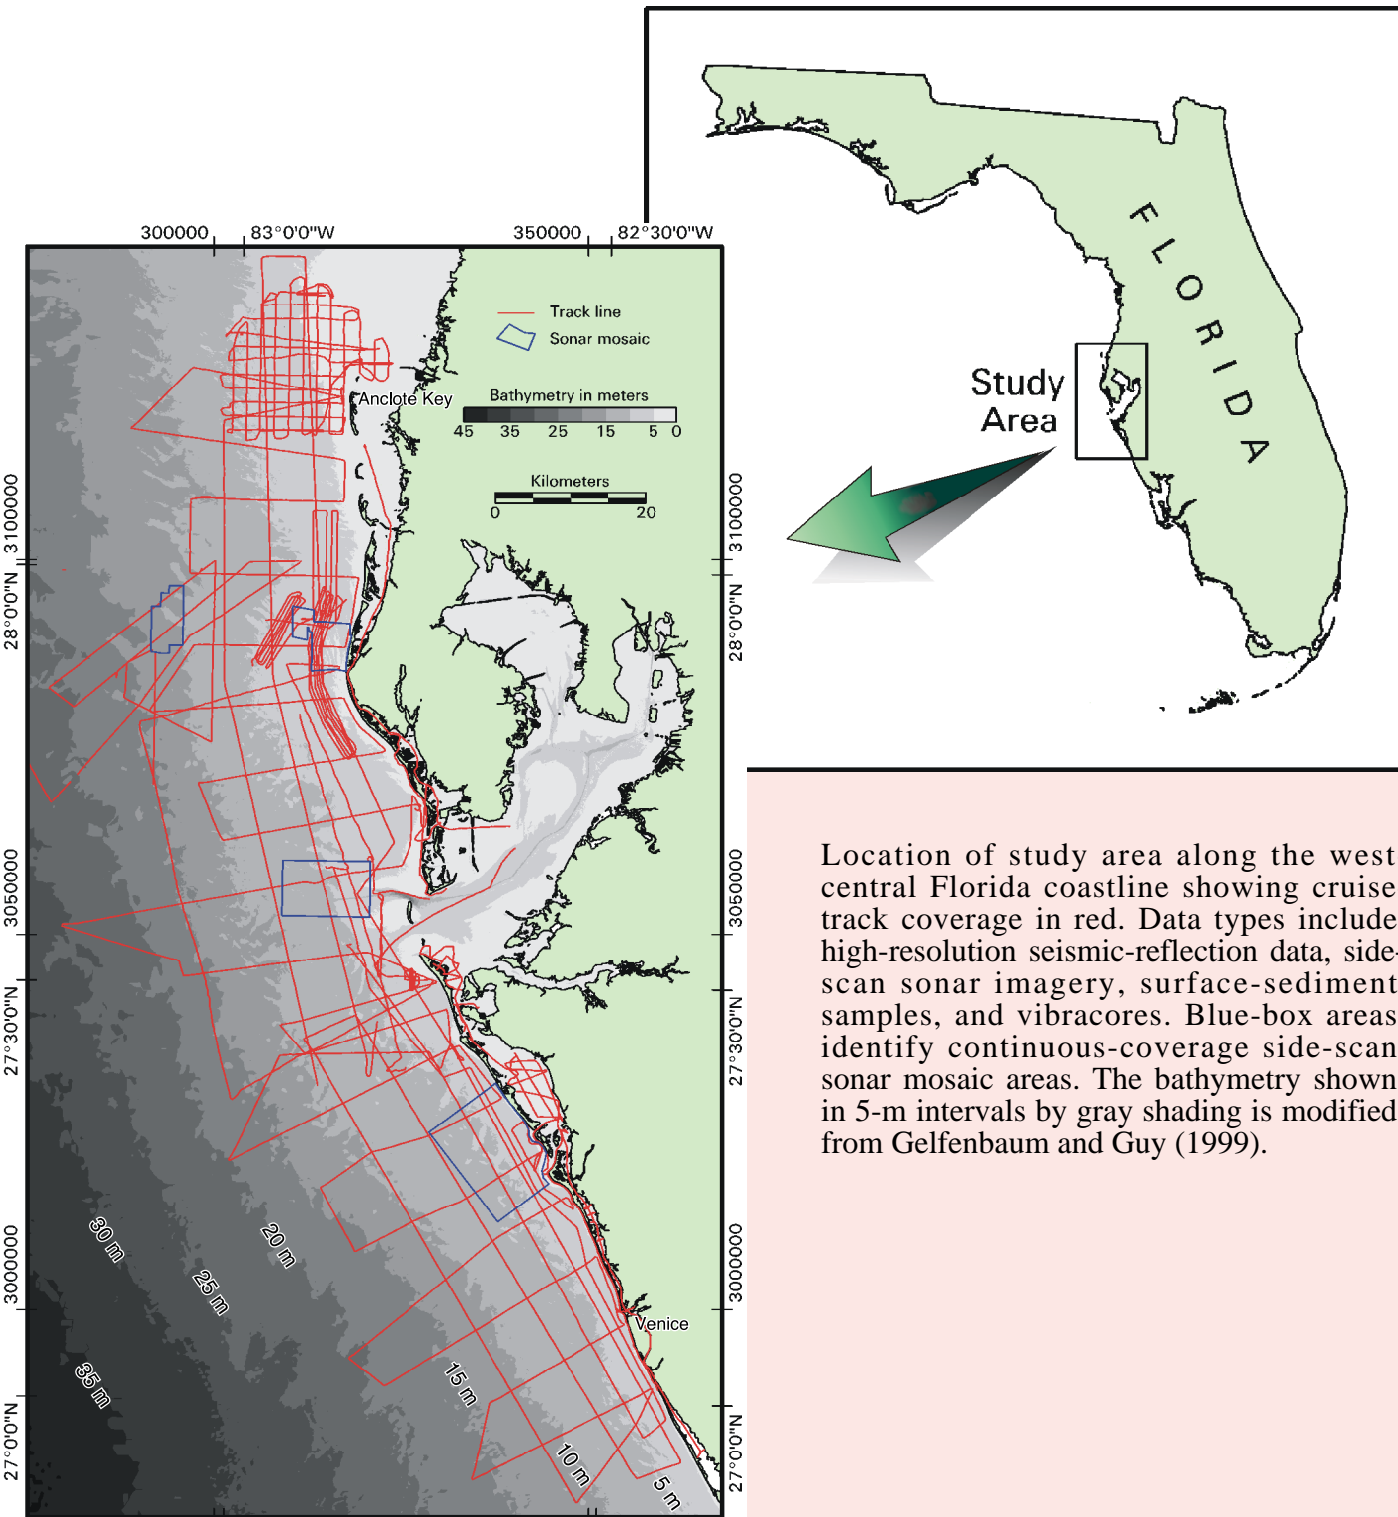 FLORIDA
Study
Area
300000
83°0'0"W
350000
82°30'0"W
Track line
Sonar mosaic
Anclote Key
Bathymetry in meters
45 35 25 15 5 0
Kilometers
0 20
3100000
28°0'0"N
3050000
27°30'0"N
3000000
27°0'0"N
3100000
28°0'0"N
3050000
27°30'0"N
3000000
27°0'0"N
30 m
25 m
20 m
35 m
15 m
10 m
5 m
Venice
Location of study area along the west
central Florida coastline showing cruise
track coverage in red. Data types include
high-resolution seismic-reflection data, side-
scan sonar imagery, surface-sediment
samples, and vibracores. Blue-box areas
identify continuous-coverage side-scan
sonar mosaic areas. The bathymetry shown
in 5-m intervals by gray shading is modified
from Gelfenbaum and Guy (1999).